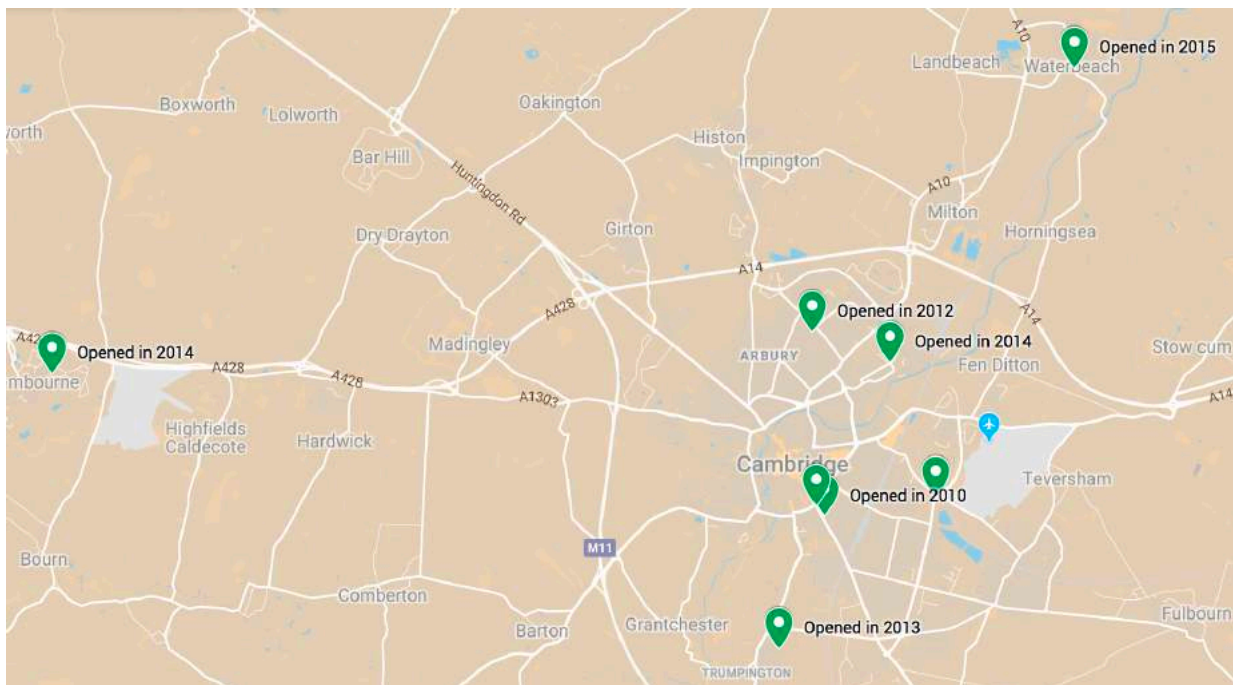 A10
A10
Opened in 2015
Landbeach
Waterbeach
Boxworth
Lolworth
Oakington
worth
Bar Hill
Histon
Impington
Huntingdon Rd
A10
Milton
Dry Drayton
Girton
Horningsea
A14
A428
Opened in 2012
A14
A42
Opened in 2014
Madingley
ARBURY
Opened in 2014
Stow cum
Fen Ditton
mbourne
A428
A428
A1303
A14
Highfields
Caldecote
Hardwick
Cambridge
Teversham
Opened in 2010
M11
Bourn
Comberton
Barton
Grantchester
Opened in 2013
Fulbourn
TRUMPINGTON